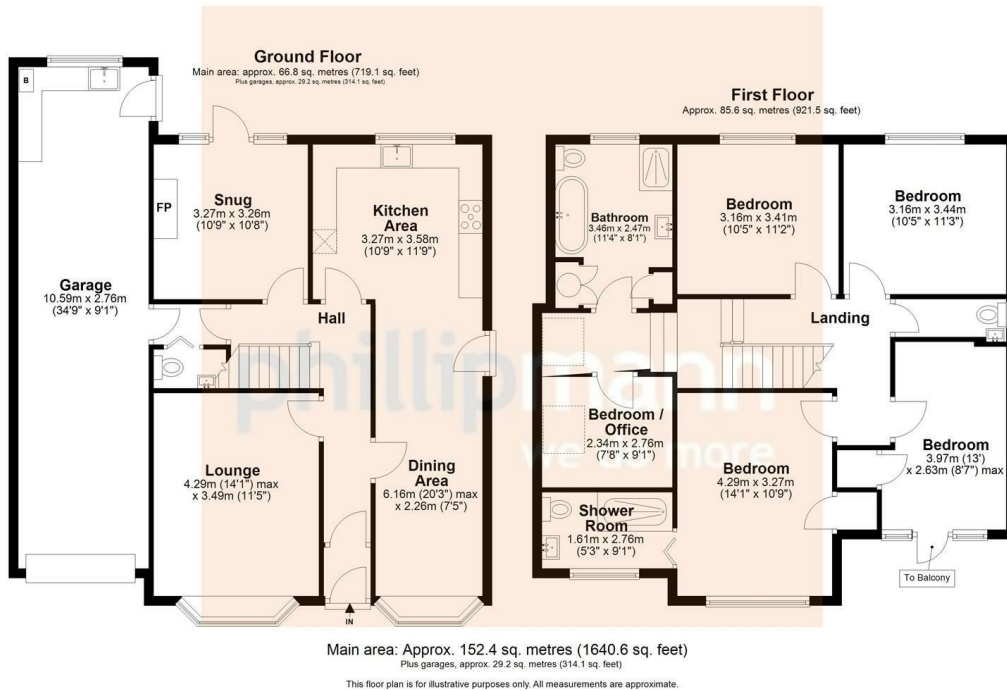 Ground Floor
Main area: approx. 66.8 sq. metres (719.1 sq. feet)
Plus garages, approx. 29.2 sq. metres (314.1 sq. feet)
B
Snug
3.27m x 3.26m
(10'9" x 10'8")
FP
Kitchen
Area
3.27m x 3.58m
(10'9" x 11'9")
Garage
10.59m x 2.76m
(34'9" x 9'1")
Hall
Lounge
4.29m (14'1") max
x 3.49m (11'5")
Dining
Area
6.16m (20'3") max
x 2.26m (7'5")
IN
First Floor
Approx. 85.6 sq. metres (921.5 sq. feet)
Bathroom
3.46m x 2.47m
(11'4" x 8'1")
Bedroom
3.16m x 3.41m
(10'5" x 11'2")
Bedroom
3.16m x 3.44m
(10'5" x 11'3")
Landing
Bedroom /
Office
2.34m x 2.76m
(7'8" x 9'1")
Bedroom
4.29m x 3.27m
(14'1" x 10'9")
Bedroom
3.97m (13')
x 2.63m (8'7") max
Shower
Room
1.61m x 2.76m
(5'3" x 9'1")
To Balcony
phillipmann
we do more
Main area: Approx. 152.4 sq. metres (1640.6 sq. feet)
Plus garages, approx. 29.2 sq. metres (314.1 sq. feet)
This floor plan is for illustrative purposes only. All measurements are approximate.